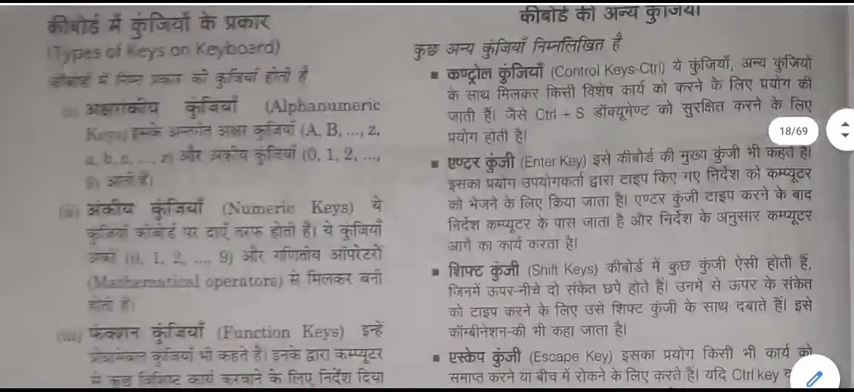 कीबोर्ड में कुंजियों के प्रकार
(Types of Keys on Keyboard)
कीबोर्ड में निम्न प्रकार की कुंजियाँ होती हैं
(i) अक्षरांकीय कुंजियाँ (Alphanumeric
Keys) इसके अन्तर्गत अक्षर कुंजियाँ (A, B, ..., z,
a, b, c, ..., z) और अंकीय कुंजियाँ (0, 1, 2, ...,
9) आती हैं।
(ii) अंकीय कुंजियाँ (Numeric Keys) ये
कुंजियाँ कीबोर्ड पर दाएँ तरफ होती हैं। ये कुंजियाँ
अंकों (0, 1, 2, ..., 9) और गणितीय ऑपरेटरों
(Mathematical operators) से मिलकर बनी
होती हैं।
(iii) फंक्शन कुंजियाँ (Function Keys) इन्हें
प्रोग्रामेबल कुंजियाँ भी कहते हैं। इनके द्वारा कम्प्यूटर
से कुछ विशिष्ट कार्य करवाने के लिए निर्देश दिया
कीबोर्ड की अन्य कुंजियाँ
कुछ अन्य कुंजियाँ निम्नलिखित हैं
▪ कण्ट्रोल कुंजियाँ (Control Keys-Ctrl) ये कुंजियाँ, अन्य कुंजियों
के साथ मिलकर किसी विशेष कार्य को करने के लिए प्रयोग की
जाती हैं। जैसे Ctrl + S डॉक्यूमेण्ट को सुरक्षित करने के लिए
प्रयोग होती है।
18/69
▪ एण्टर कुंजी (Enter Key) इसे कीबोर्ड की मुख्य कुंजी भी कहते हैं।
इसका प्रयोग उपयोगकर्ता द्वारा टाइप किए गए निर्देश को कम्प्यूटर
को भेजने के लिए किया जाता है। एण्टर कुंजी टाइप करने के बाद
निर्देश कम्प्यूटर के पास जाता है और निर्देश के अनुसार कम्प्यूटर
आगे का कार्य करता है।
▪ शिफ्ट कुंजी (Shift Keys) कीबोर्ड में कुछ कुंजी ऐसी होती हैं,
जिनमें ऊपर-नीचे दो संकेत छपे होते हैं। उनमें से ऊपर के संकेत
को टाइप करने के लिए उसे शिफ्ट कुंजी के साथ दबाते हैं। इसे
कॉम्बीनेशन-की भी कहा जाता है।
▪ एस्केप कुंजी (Escape Key) इसका प्रयोग किसी भी कार्य को
समाप्त करने या बीच में रोकने के लिए करते हैं। यदि Ctrl key